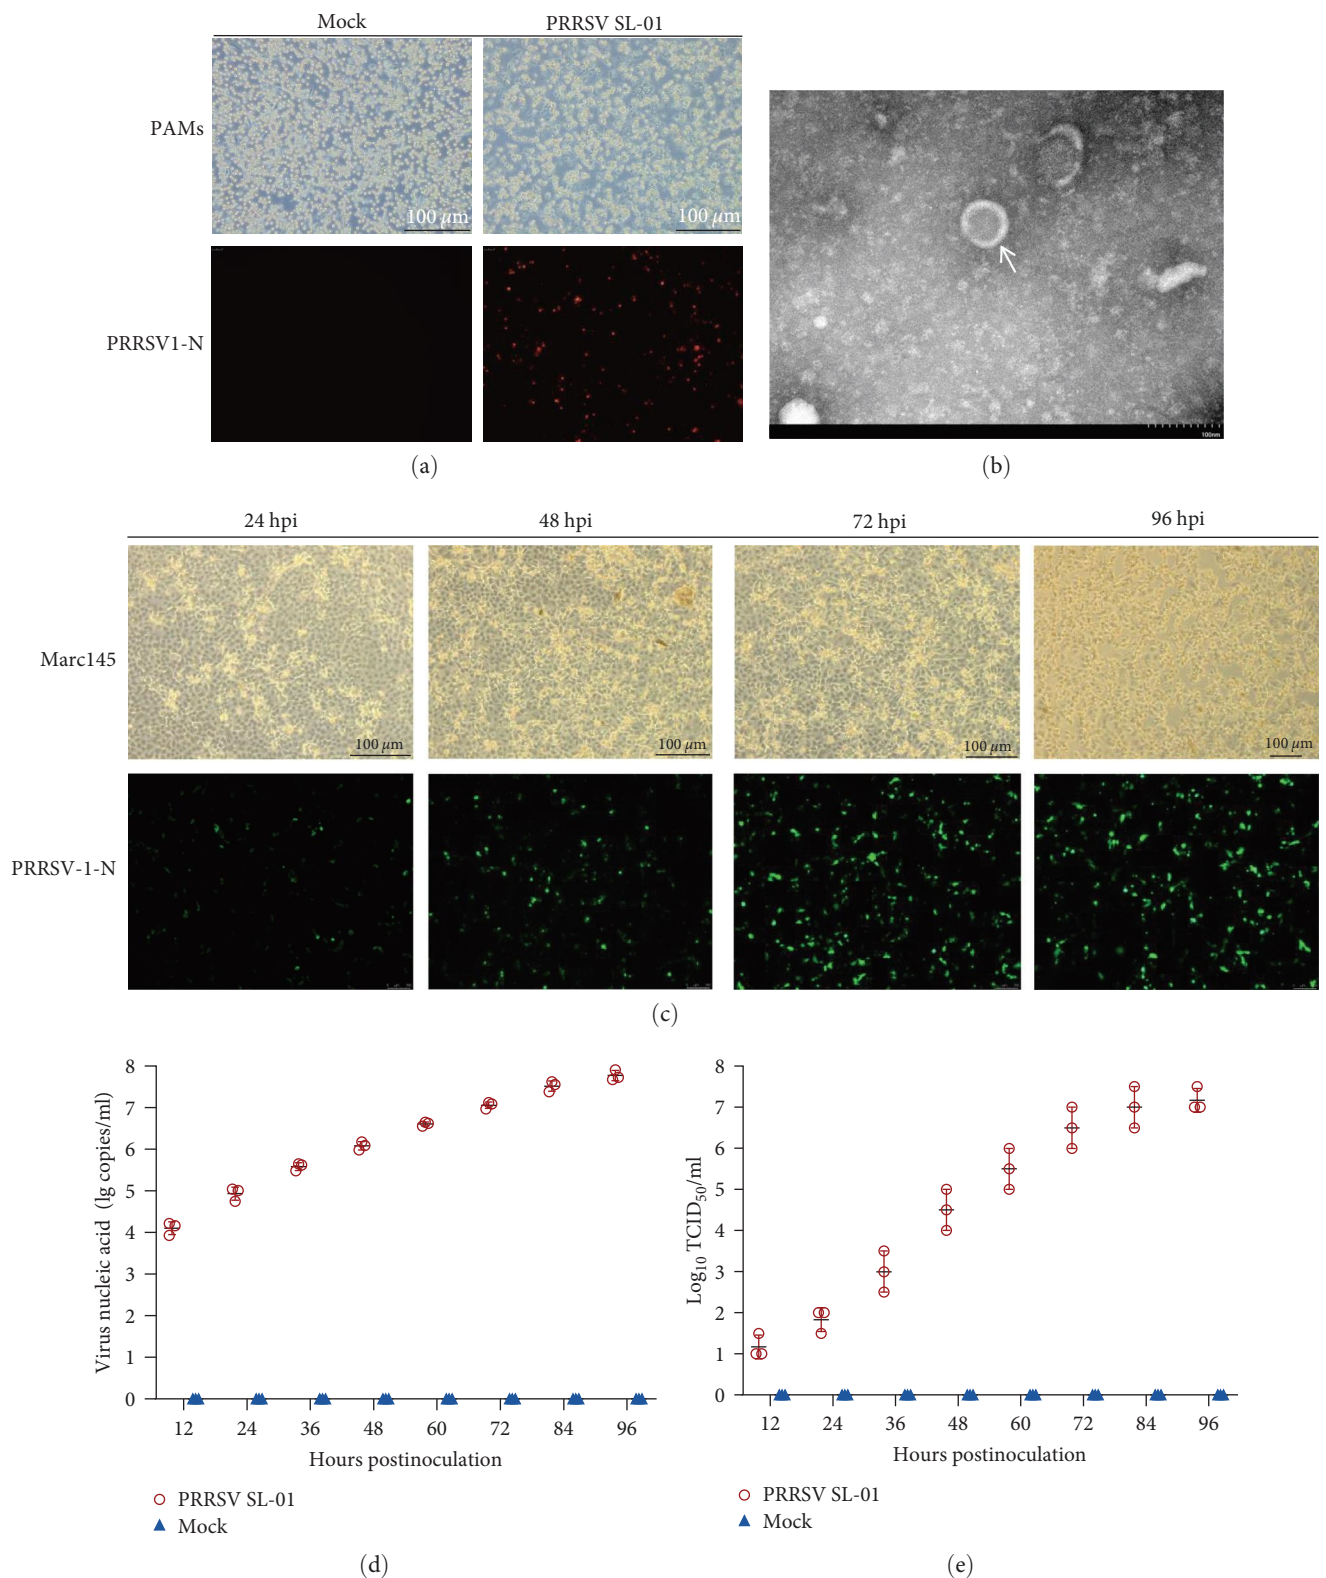 Mock
PRRSV SL-01
PAMs
100 μm
100 μm
PRRSV1-N
(a)
100nm
(b)
24 hpi
48 hpi
72 hpi
96 hpi
Marc145
100 μm
100 μm
100 μm
100 μm
PRRSV-1-N
(c)
Virus nucleic acid (lg copies/ml)
8
7
6
5
4
3
2
1
0
12 24 36 48 60 72 84 96
Hours postinoculation
PRRSV SL-01
Mock
(d)
Log₁₀ TCID₅₀/ml
8
7
6
5
4
3
2
1
0
12 24 36 48 60 72 84 96
Hours postinoculation
PRRSV SL-01
Mock
(e)